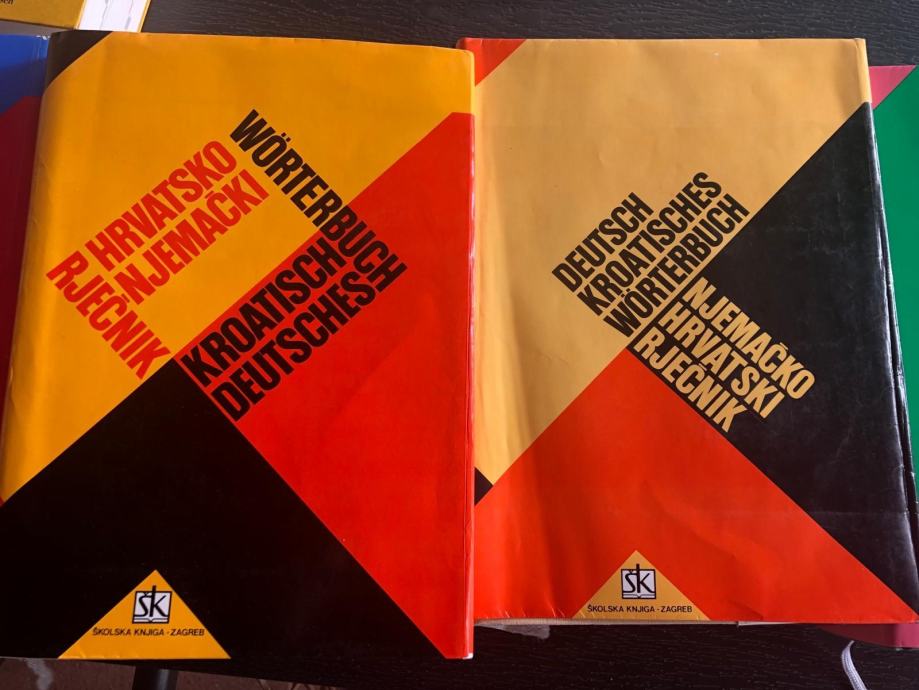 HRVATSKO
NJEMAČKI
RJEČNIK
WÖRTERBUCH
KROATISCH
DEUTSCHES
ŠK
ŠKOLSKA KNJIGA - ZAGREB
DEUTSCH
KROATISCHES
WÖRTERBUCH
NJEMAČKO
HRVATSKI
RJEČNIK
ŠK
ŠKOLSKA KNJIGA - ZAGREB